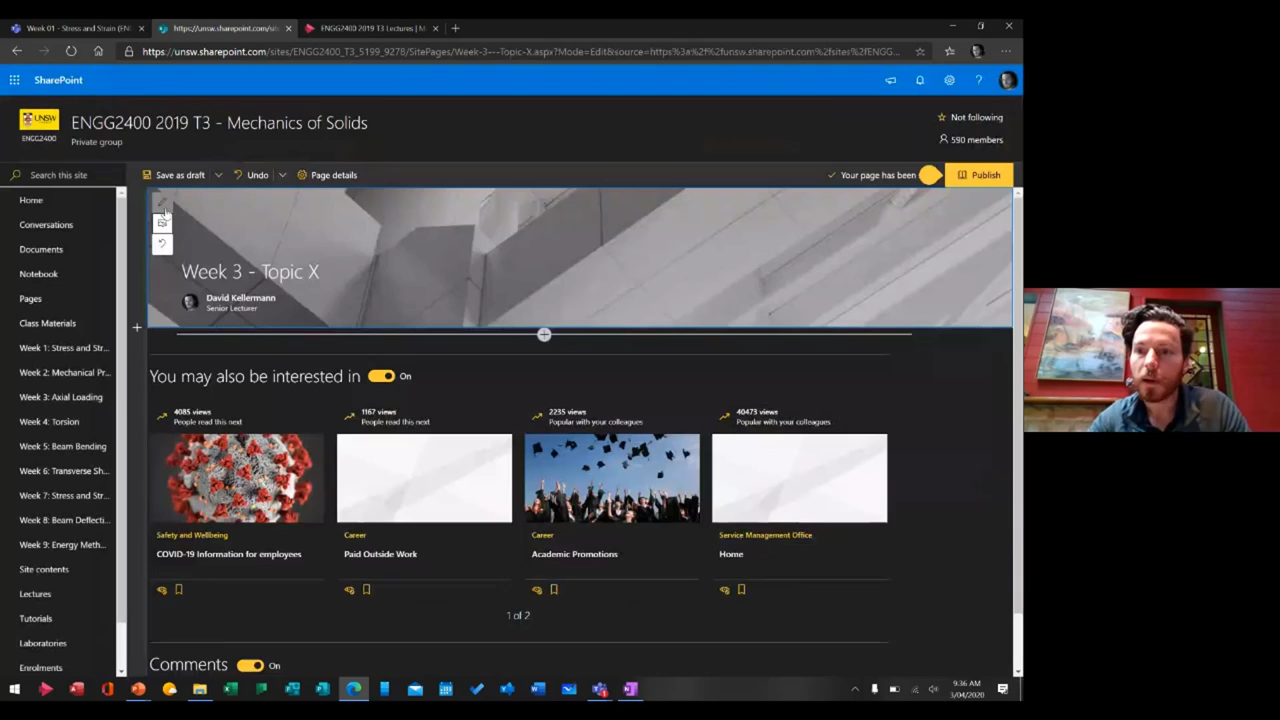 Week 01 - Stress and Strain (EN
https://unsw.sharepoint.com/sit
ENGG2400 2019 T3 Lectures | M
https://unsw.sharepoint.com/sites/ENGG2400_T3_5199_9278/SitePages/Week-3---Topic-X.aspx?Mode=Edit&source=https%3a%2f%2funsw.sharepoint.com%2fsites%2fENGG...
SharePoint
UNSW
ENGG2400
ENGG2400 2019 T3 - Mechanics of Solids
Private group
Not following
590 members
Search this site
Save as draft
Undo
Page details
Your page has been
Publish
Home
Conversations
Documents
Notebook
Pages
Class Materials
Week 1: Stress and Str...
Week 2: Mechanical Pr...
Week 3: Axial Loading
Week 4: Torsion
Week 5: Beam Bending
Week 6: Transverse Sh...
Week 7: Stress and Str...
Week 8: Beam Deflecti...
Week 9: Energy Meth...
Site contents
Lectures
Tutorials
Laboratories
Enrolments
Week 3 - Topic X
David Kellermann
Senior Lecturer
You may also be interested in
On
4085 views
People read this next
1167 views
People read this next
2235 views
Popular with your colleagues
40473 views
Popular with your colleagues
Safety and Wellbeing
COVID-19 Information for employees
Career
Paid Outside Work
Career
Academic Promotions
Service Management Office
Home
1 of 2
Comments
On
9:36 AM
3/04/2020